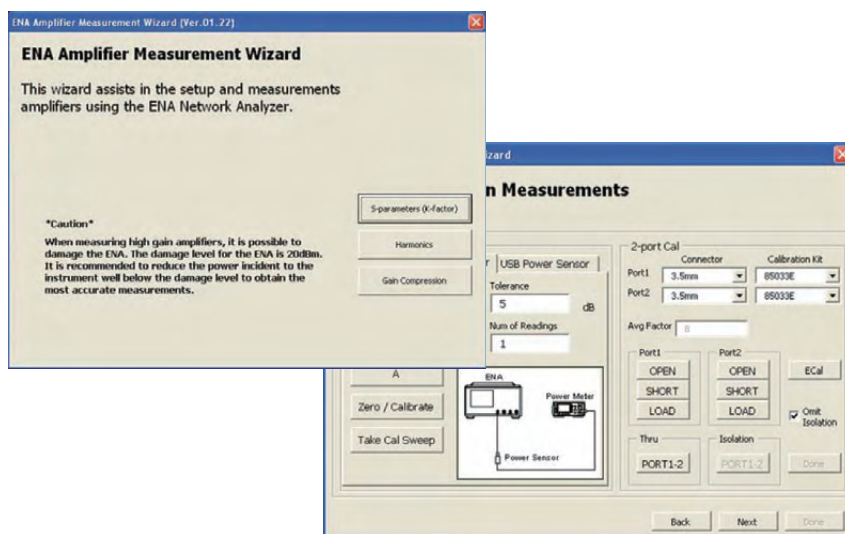 ENA Amplifier Measurement Wizard (Ver.01.22)
ENA Amplifier Measurement Wizard
This wizard assists in the setup and measurements
amplifiers using the ENA Network Analyzer.
*Caution*
When measuring high gain amplifiers, it is possible to
damage the ENA. The damage level for the ENA is 20dBm.
It is recommended to reduce the power incident to the
instrument well below the damage level to obtain the
most accurate measurements.
S-parameters (K-factor)
Harmonics
Gain Compression
izard
n Measurements
r
USB Power Sensor
Tolerance
5
dB
Num of Readings
1
A
Zero / Calibrate
Take Cal Sweep
ENA
Power Meter
Power Sensor
2-port Cal
Connector
Calibration Kit
Port1
3.5mm
85033E
Port2
3.5mm
85033E
Avg Factor
8
Port1
OPEN
SHORT
LOAD
Port2
OPEN
SHORT
LOAD
ECal
Omit
Isolation
Thru
PORT1-2
Isolation
PORT1-2
Done
Back
Next
Done